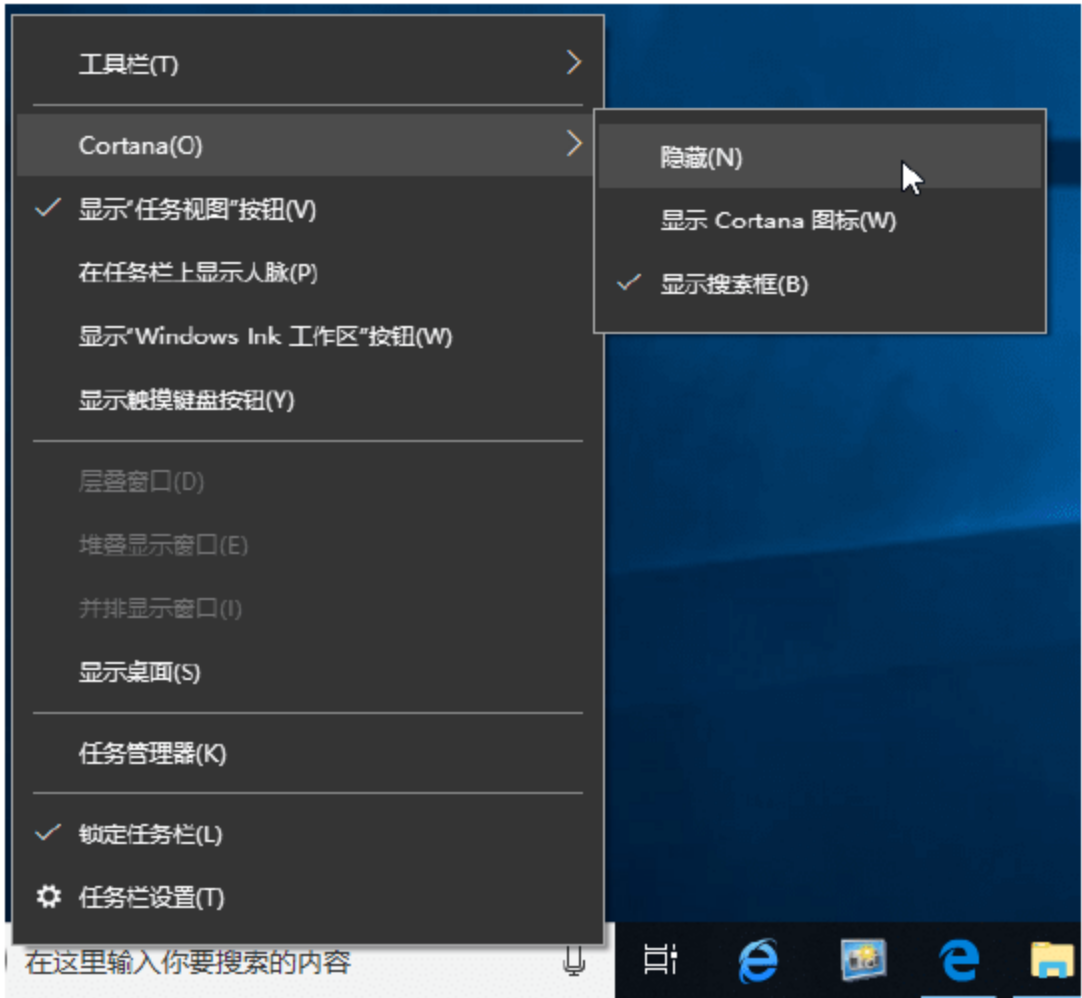 工具栏(T)
Cortana(O)
隐藏(N)
显示 Cortana 图标(W)
显示搜索框(B)
显示“任务视图”按钮(V)
在任务栏上显示人脉(P)
显示“Windows Ink 工作区”按钮(W)
显示触摸键盘按钮(Y)
层叠窗口(D)
堆叠显示窗口(E)
并排显示窗口(I)
显示桌面(S)
任务管理器(K)
锁定任务栏(L)
任务栏设置(T)
在这里输入你要搜索的内容